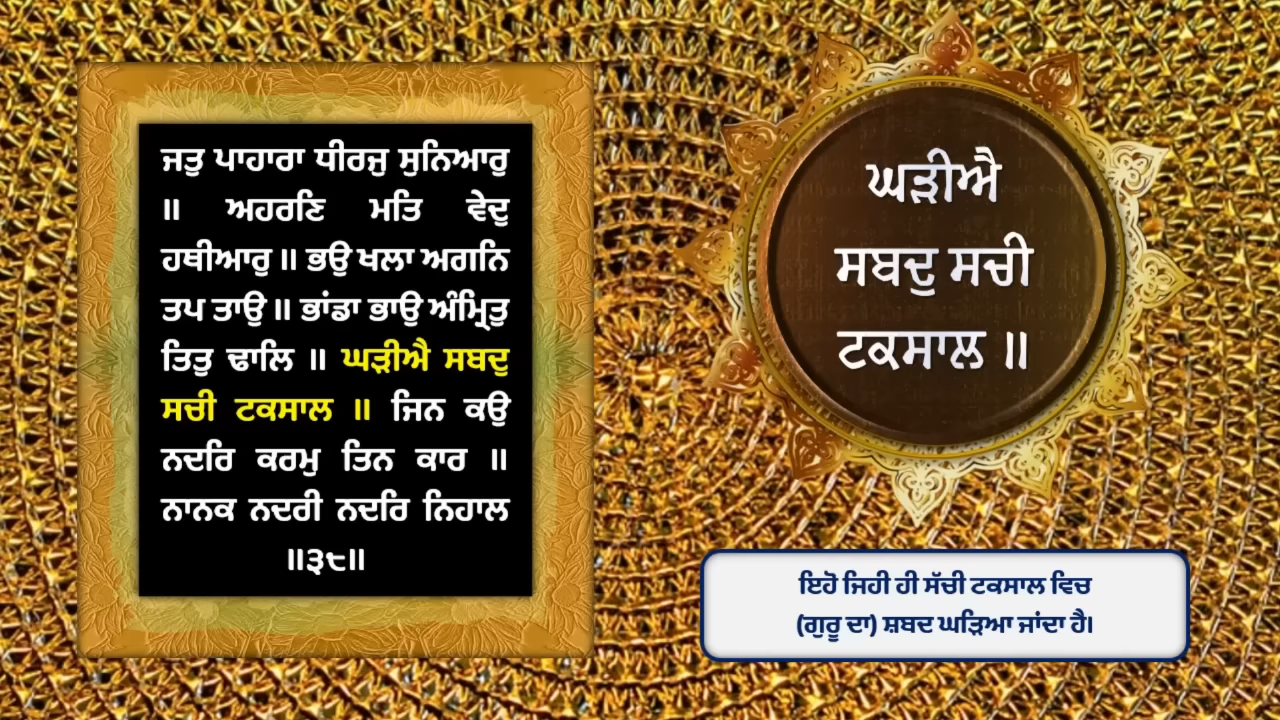 ਜਤੁ ਪਾਹਾਰਾ ਧੀਰਜੁ ਸੁਨਿਆਰੁ
॥ ਅਹਰਣਿ ਮਤਿ ਵੇਦੁ
ਹਥੀਆਰੁ ॥ ਭਉ ਖਲਾ ਅਗਨਿ
ਤਪ ਤਾਉ ॥ ਭਾਂਡਾ ਭਾਉ ਅੰਮ੍ਰਿਤੁ
ਤਿਤੁ ਢਾਲਿ ॥ ਘੜੀਐ ਸਬਦੁ
ਸਚੀ ਟਕਸਾਲ ॥ ਜਿਨ ਕਉ
ਨਦਰਿ ਕਰਮੁ ਤਿਨ ਕਾਰ ॥
ਨਾਨਕ ਨਦਰੀ ਨਦਰਿ ਨਿਹਾਲ
॥੩੮॥
ਘੜੀਐ
ਸਬਦੁ ਸਚੀ
ਟਕਸਾਲ ॥
ਇਹੋ ਜਿਹੀ ਹੀ ਸੱਚੀ ਟਕਸਾਲ ਵਿਚ
(ਗੁਰੂ ਦਾ) ਸ਼ਬਦ ਘੜਿਆ ਜਾਂਦਾ ਹੈ।